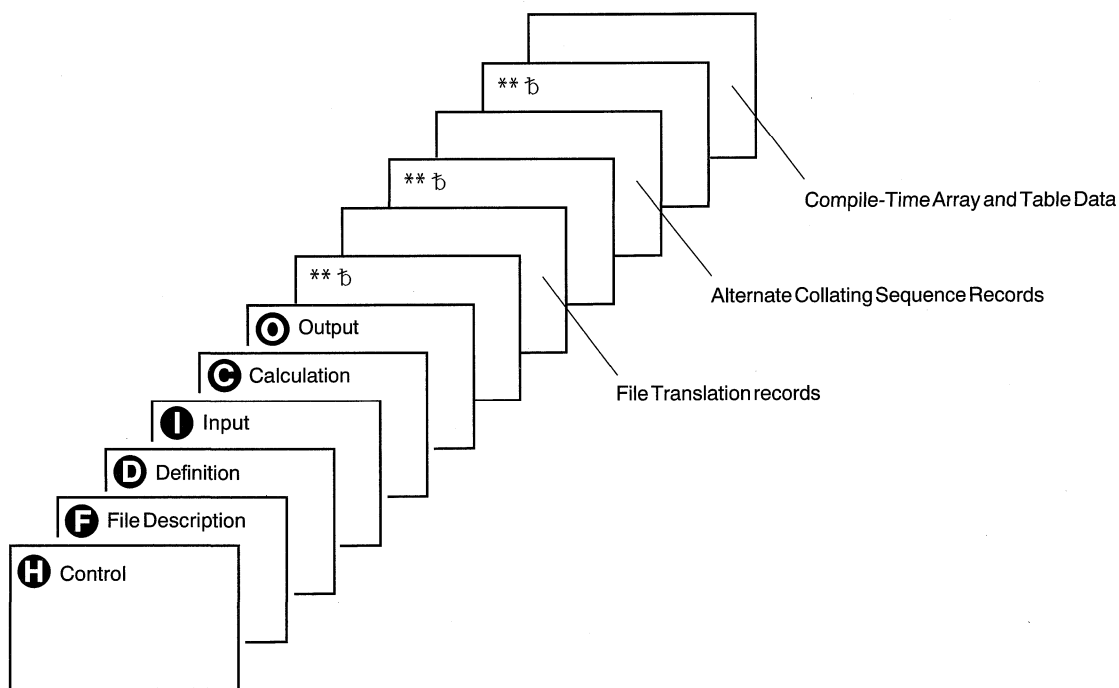 ** ƀ
** ƀ
Compile-Time Array and Table Data
** ƀ
Alternate Collating Sequence Records
O Output
C Calculation
File Translation records
I Input
D Definition
F File Description
H Control